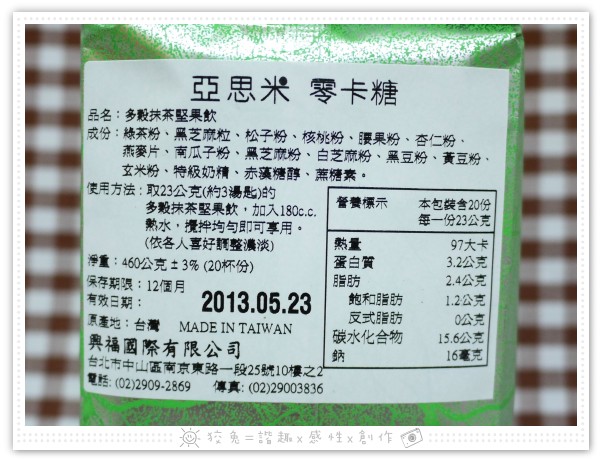 亞思米 零卡糖
品名：多穀抹茶堅果飲
成份：綠茶粉、黑芝麻粒、松子粉、核桃粉、腰果粉、杏仁粉、
燕麥片、南瓜子粉、黑芝麻粉、白芝麻粉、黑豆粉、黃豆粉、
玄米粉、特級奶精、赤藻糖醇、蔗糖素。
使用方法：取23公克(約3湯匙)的
多穀抹茶堅果飲，加入180c.c.
熱水，攪拌均勻即可享用。
(依各人喜好調整濃淡)
淨重：460公克±3% (20杯份)
保存期限：12個月
有效日期：
2013.05.23
原產地：台灣 MADE IN TAIWAN
興福國際有限公司
台北市中山區南京東路一段25號10樓之2
電話: (02)2909-2869 傳真: (02)29003836
營養標示 本包裝含20份
每一份23公克
熱量 97大卡
蛋白質 3.2公克
脂肪 2.4公克
飽和脂肪 1.2公克
反式脂肪 0公克
碳水化合物 15.6公克
鈉 16毫克
狡兔=諧趣x感性x創作